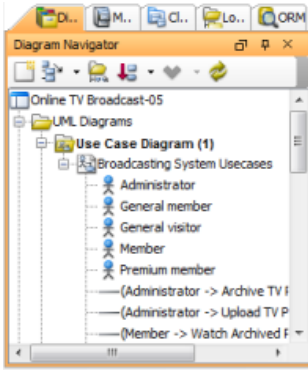 Di.. M.. Cl.. Lo.. ORM
Diagram Navigator
Online TV Broadcast-05
UML Diagrams
Use Case Diagram (1)
Broadcasting System Usecases
Administrator
General member
General visitor
Member
Premium member
(Administrator -> Archive TV
(Administrator -> Upload TV P
(Member -> Watch Archived